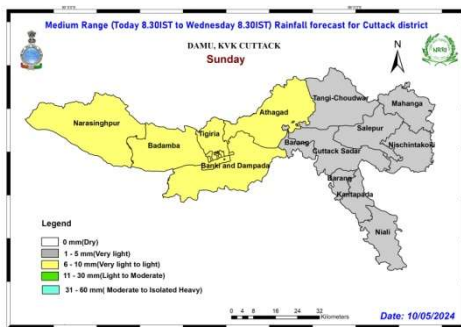 Medium Range (Today 8.30IST to Wednesday 8.30IST) Rainfall forecast for Cuttack district
DAMU, KVK CUTTACK
Sunday
N
Tangi-Choudwar
Mahanga
Athagad
Narasinghpur
Tigiria
Salepur
Badamba
Barang
Nischintakoili
Cuttack Sadar
Banki and Dampada
Barang
Kantapada
Niali
Legend
0 mm(Dry)
1 - 5 mm(Very light)
6 - 10 mm(Very light to light)
11 - 30 mm(Light to Moderate)
31 - 60 mm( Moderate to Isolated Heavy)
0 4 8 16 24 32
Kilometers
Date: 10/05/2024